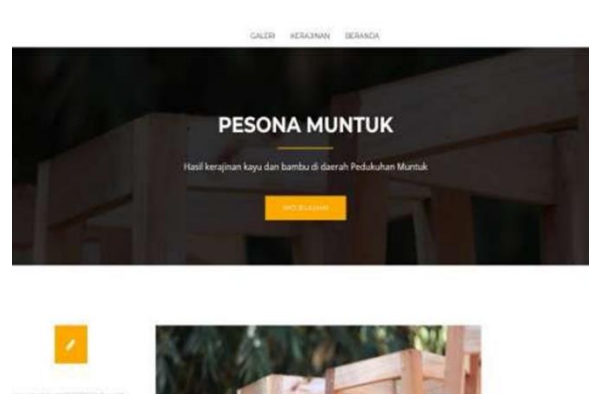 GALERI KERAJINAN BERANDA
PESONA MUNTUK
Hasil kerajinan kayu dan bambu di daerah Pedukuhan Muntuk